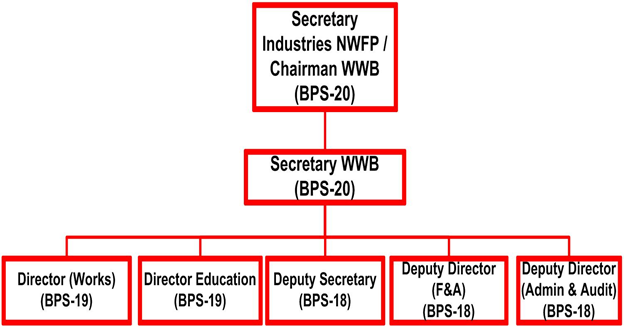 Secretary
Industries NWFP /
Chairman WWB
(BPS-20)
Secretary WWB
(BPS-20)
Director (Works)
(BPS-19)
Director Education
(BPS-19)
Deputy Secretary
(BPS-18)
Deputy Director
(F&A)
(BPS-18)
Deputy Director
(Admin & Audit)
(BPS-18)